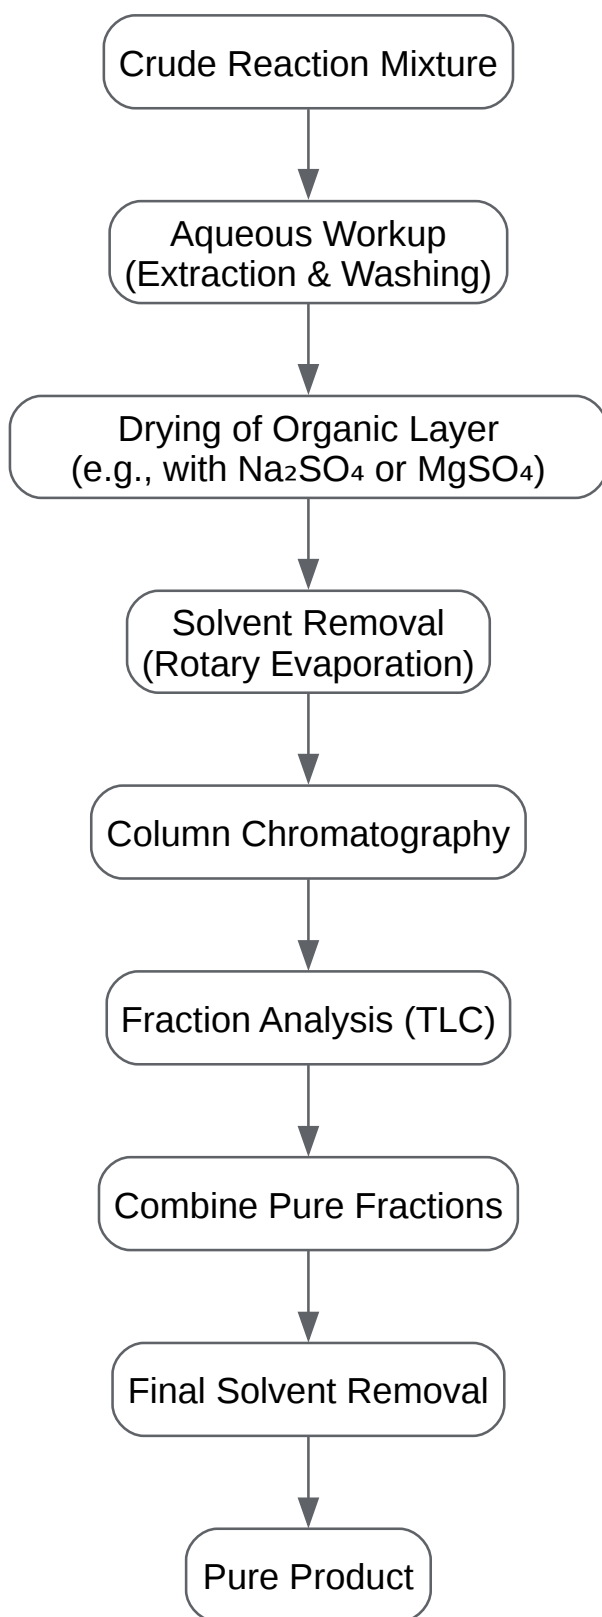 Crude Reaction Mixture
Aqueous Workup
(Extraction & Washing)
Drying of Organic Layer
(e.g., with Na₂SO₄ or MgSO₄)
Solvent Removal
(Rotary Evaporation)
Column Chromatography
Fraction Analysis (TLC)
Combine Pure Fractions
Final Solvent Removal
Pure Product